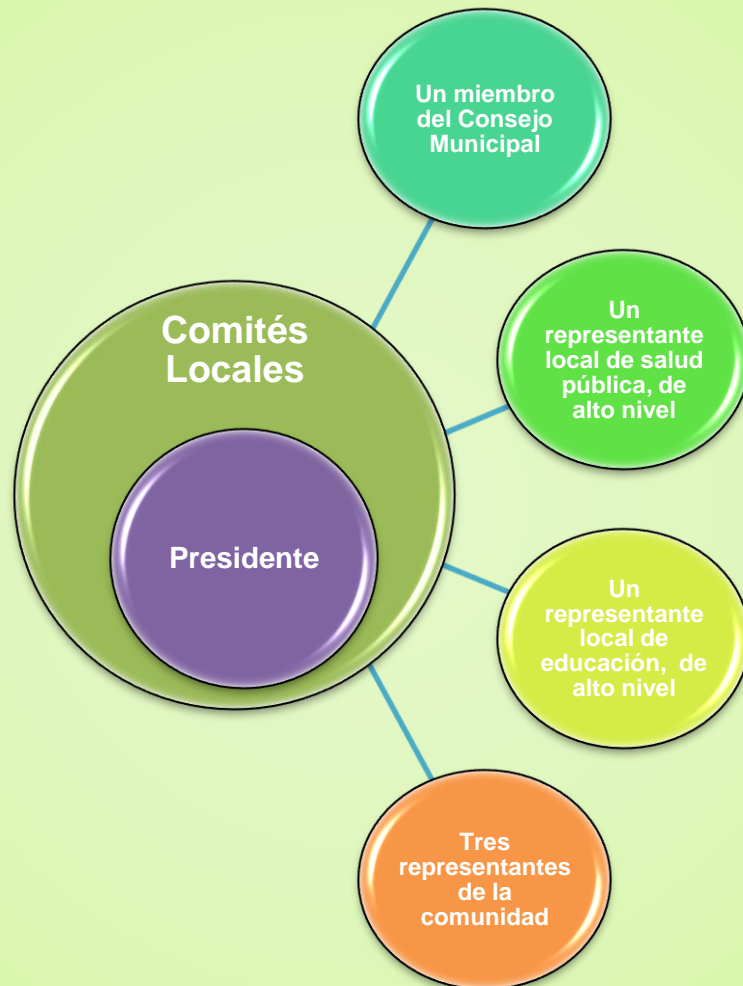 Un miembro
del Consejo
Municipal
Un
representante
local de salud
pública, de
alto nivel
Comités
Locales
Presidente
Un
representante
local de
educación, de
alto nivel
Tres
representantes
de la
comunidad